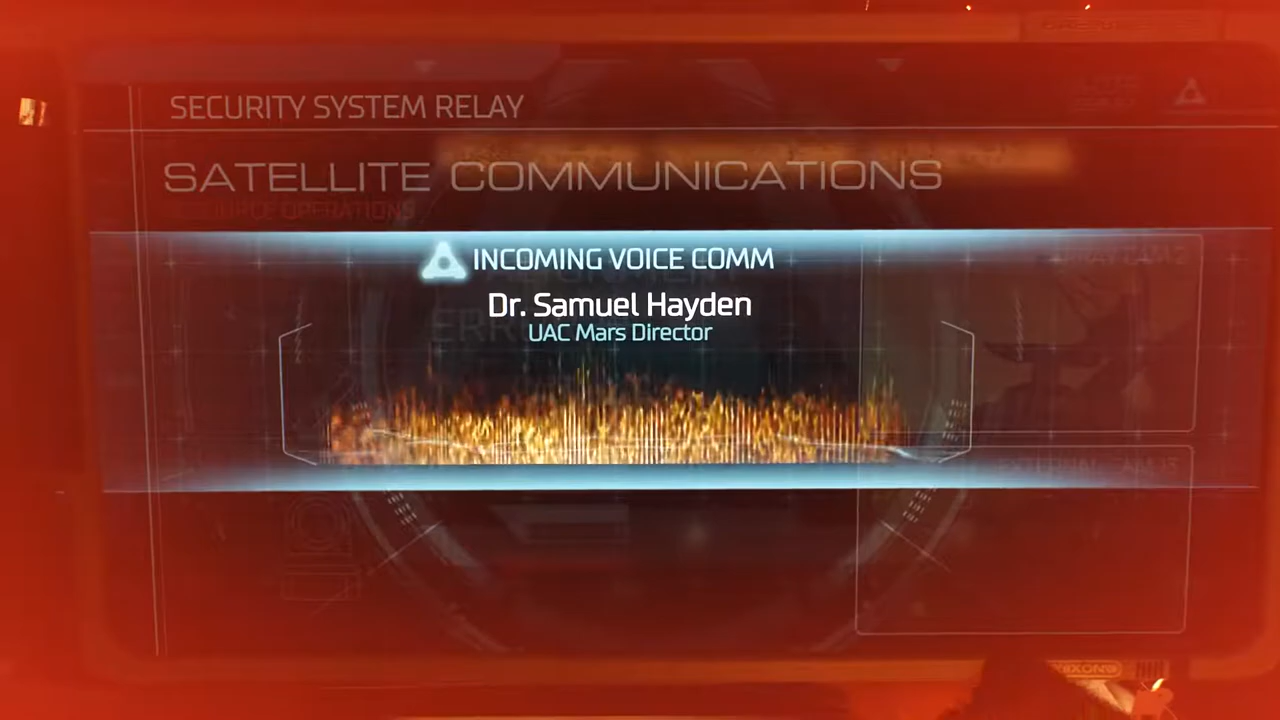 SECURITY SYSTEM RELAY
SATELLITE COMMUNICATIONS
INCOMING VOICE COMM
Dr. Samuel Hayden
UAC Mars Director